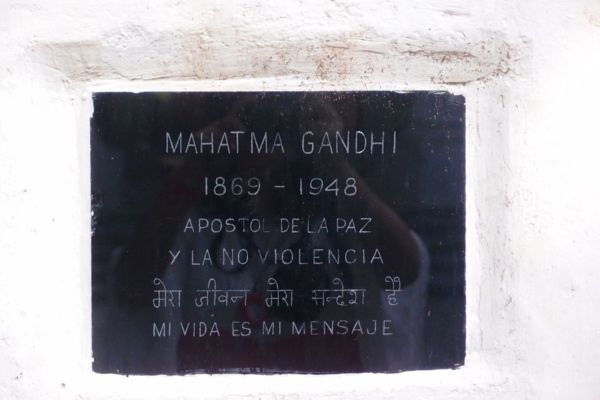 MAHATMA GANDHI
1869 - 1948
APOSTOL DE LA PAZ
Y LA NO VIOLENCIA
मेरा जीवन मेरा सन्देश है
MI VIDA ES MI MENSAJE